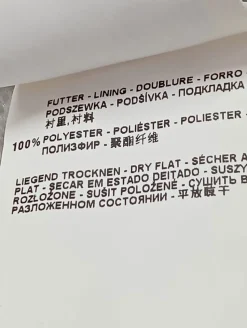 FUTTER - LINING - DOUBLURE - FORRO
PODSZEWKA - PODŠÍVKA - ПОДКЛАДКА
衬里,衬料
100% POLYESTER - POLIÉSTER - POLIESTER -
ПОЛИЭФИР - 聚酯纤维
LIEGEND TROCKNEN - DRY FLAT - SÉCHER A
PLAT - SECAR EM ESTADO DEITADO - SUSZY
ROZŁOŻONE - SUŠIT POLOŽENÉ - СУШИТЬ В
РАЗЛОЖЕННОМ СОСТОЯНИИ - 平放晾干